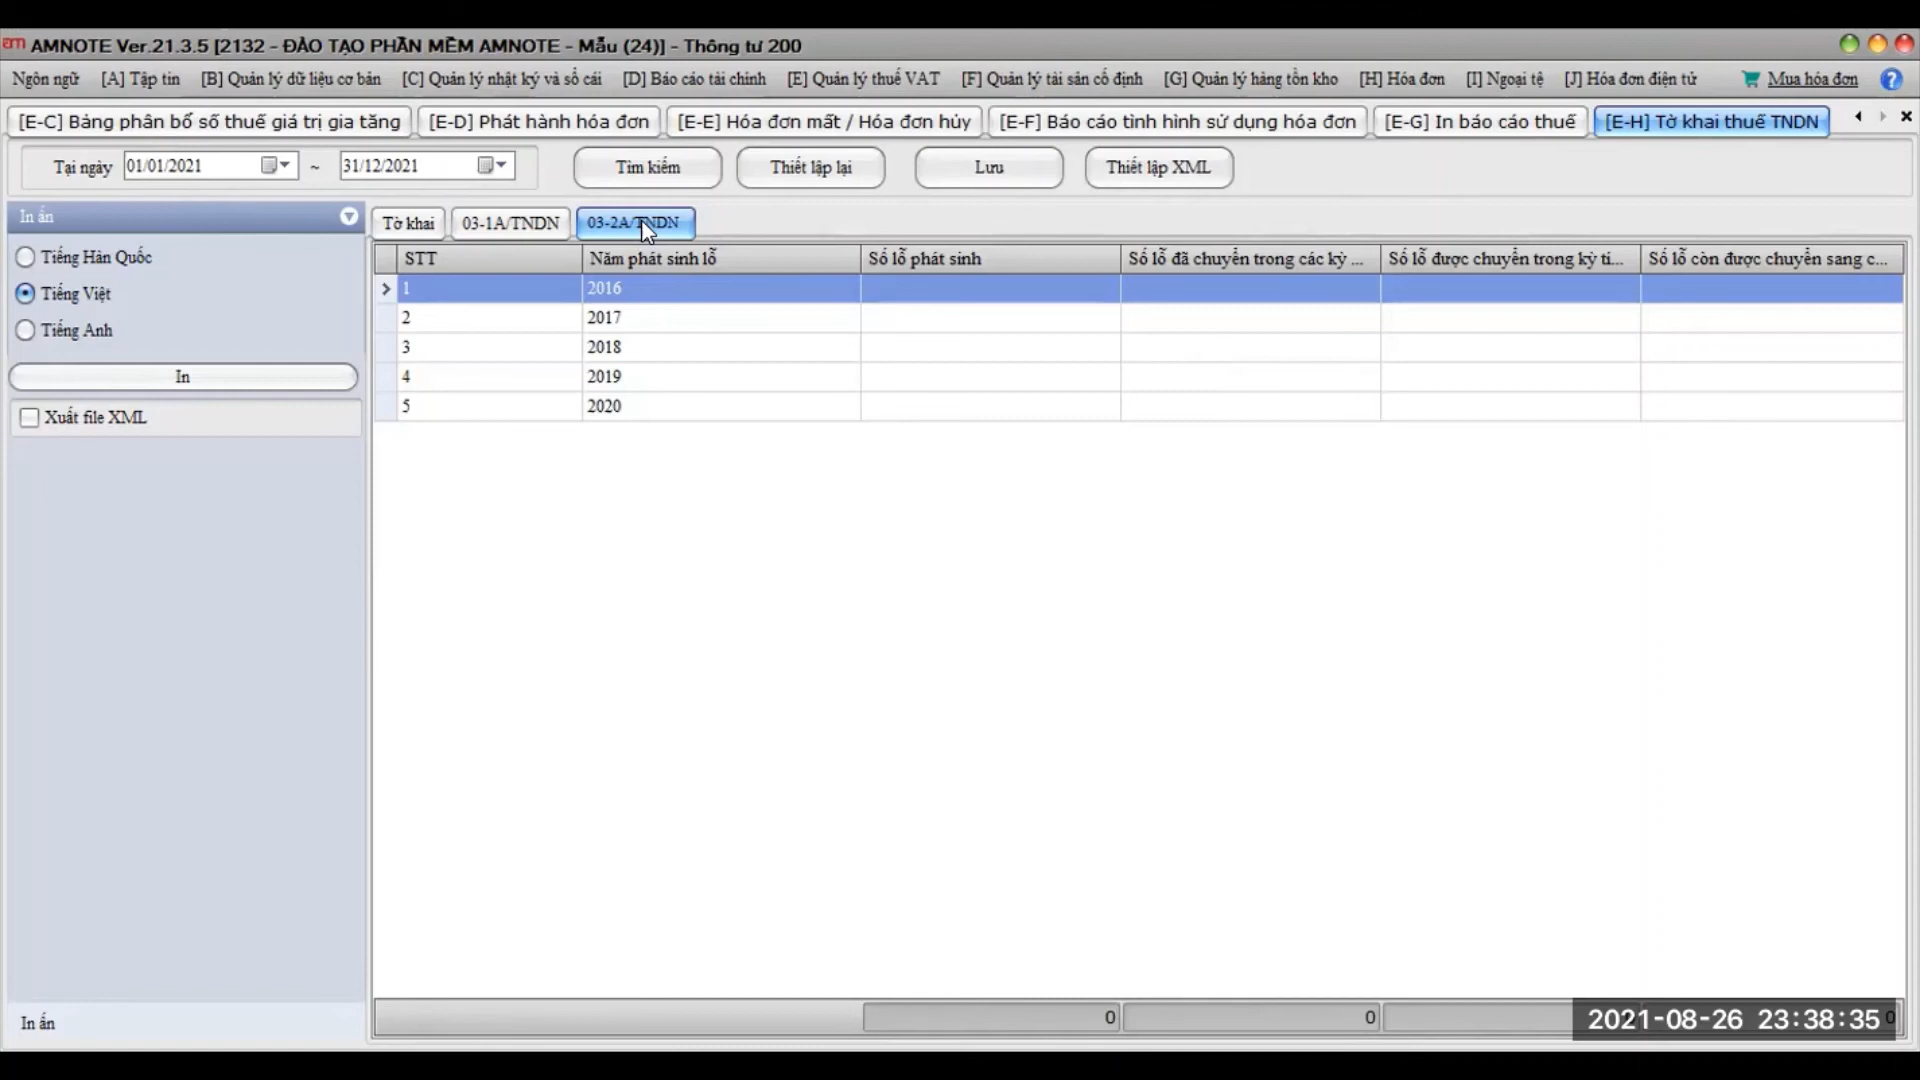 am AMNOTE Ver.21.3.5 [2132 - ĐÀO TẠO PHẦN MỀM AMNOTE - Mẫu (24)] - Thông tư 200
Ngôn ngữ [A] Tập tin [B] Quản lý dữ liệu cơ bản [C] Quản lý nhật ký và sổ cái [D] Báo cáo tài chính [E] Quản lý thuế VAT [F] Quản lý tài sản cố định [G] Quản lý hàng tồn kho [H] Hóa đơn [I] Ngoại tệ [J] Hóa đơn điện tử Mua hóa đơn ?
[E-C] Bảng phân bổ số thuế giá trị gia tăng [E-D] Phát hành hóa đơn [E-E] Hóa đơn mất / Hóa đơn hủy [E-F] Báo cáo tình hình sử dụng hóa đơn [E-G] In báo cáo thuế [E-H] Tờ khai thuế TNDN
Tại ngày 01/01/2021 ~ 31/12/2021 Tìm kiếm Thiết lập lại Lưu Thiết lập XML
In ấn
Tiếng Hàn Quốc
Tiếng Việt
Tiếng Anh
In
Xuất file XML
In ấn
Tờ khai 03-1A/TNDN 03-2A/TNDN
STT Năm phát sinh lỗ Số lỗ phát sinh Số lỗ đã chuyển trong các kỳ ... Số lỗ được chuyển trong kỳ tí... Số lỗ còn được chuyển sang c...
1 2016
2 2017
3 2018
4 2019
5 2020
0 0 0
2021-08-26 23:38:35